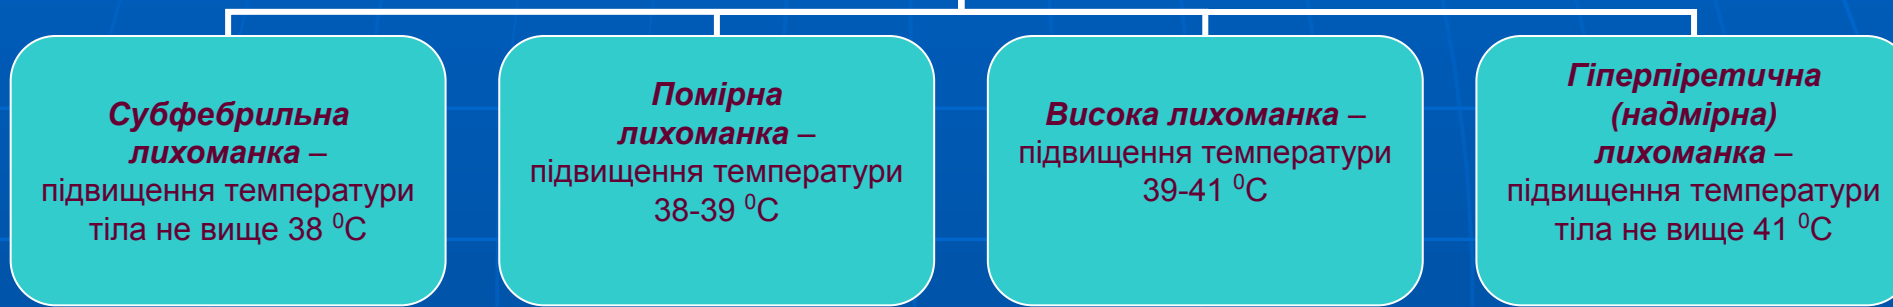 Субфебрильна
лихоманка –
підвищення температури
тіла не вище 38 ⁰С
Помірна
лихоманка –
підвищення температури
38-39 ⁰С
Висока лихоманка –
підвищення температури
39-41 ⁰С
Гіперпіретична
(надмірна)
лихоманка –
підвищення температури
тіла не вище 41 ⁰С